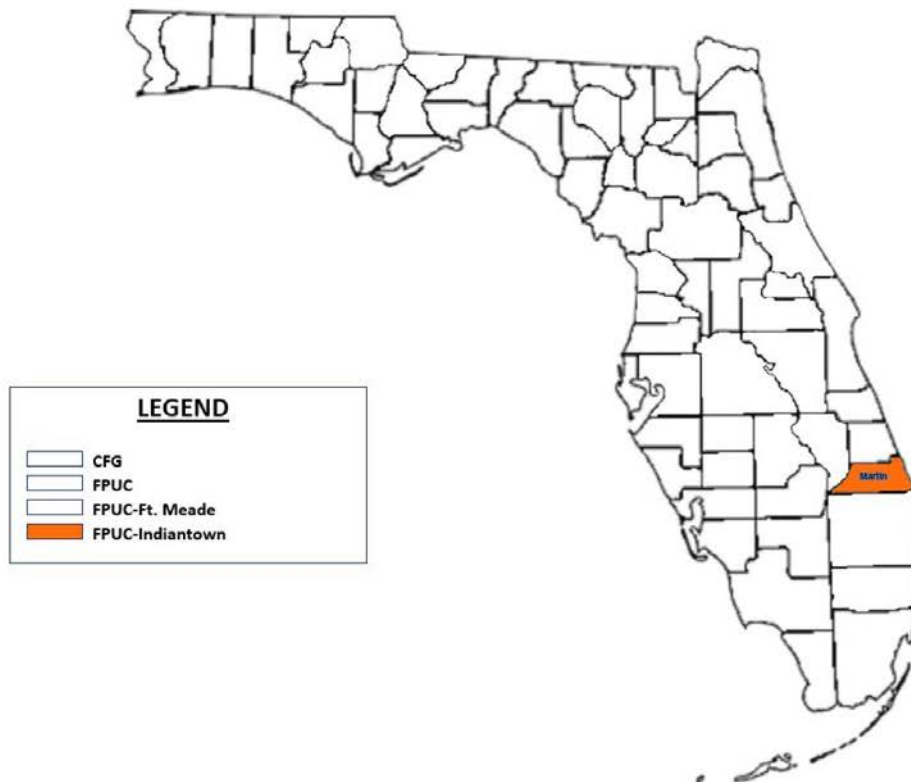 LEGEND
CFG
FPUC
FPUC-Ft. Meade
FPUC-Indiantown
Martin